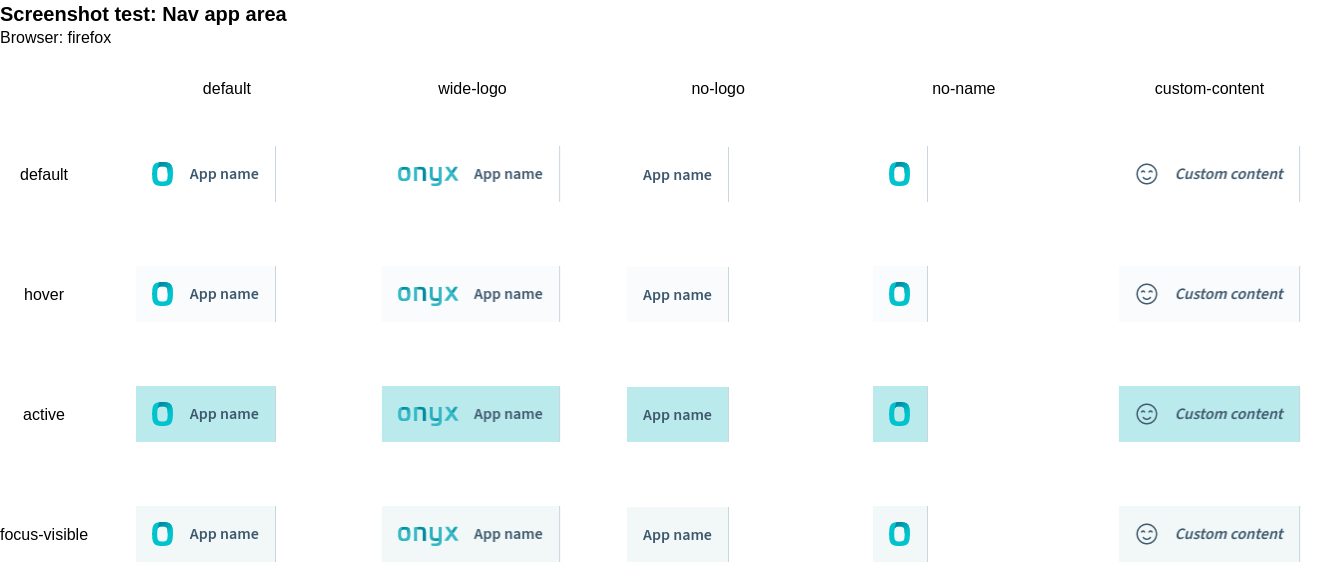 Screenshot test: Nav app area
Browser: firefox
default wide-logo no-logo no-name custom-content
default App name onyx App name App name Custom content
hover App name onyx App name App name Custom content
active App name onyx App name App name Custom content
focus-visible App name onyx App name App name Custom content